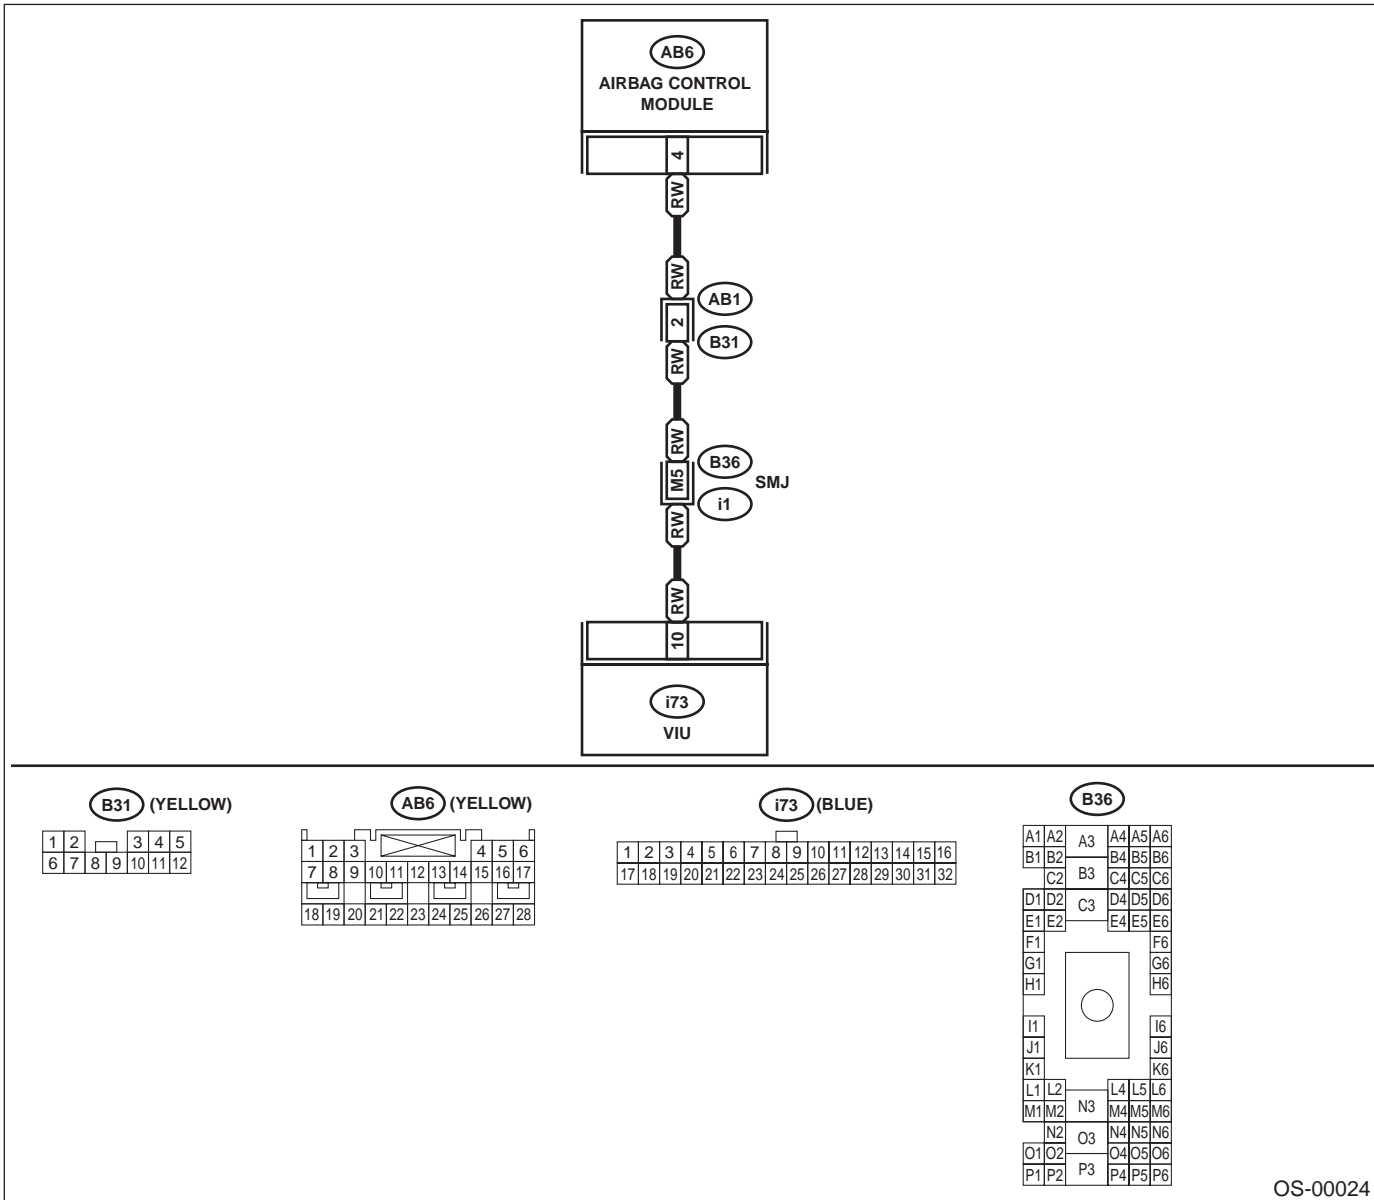 AB6
AIRBAG CONTROL
MODULE
4
RW
RW
AB1
2
B31
RW
RW
B36
M5
SMJ
i1
RW
RW
10
i73
VIU
B31 (YELLOW)
1 2 3 4 5
6 7 8 9 10 11 12
AB6 (YELLOW)
1 2 3 4 5 6
7 8 9 10 11 12 13 14 15 16 17
18 19 20 21 22 23 24 25 26 27 28
i73 (BLUE)
1 2 3 4 5 6 7 8 9 10 11 12 13 14 15 16
17 18 19 20 21 22 23 24 25 26 27 28 29 30 31 32
B36
A1 A2 A3 A4 A5 A6
B1 B2 B4 B5 B6
C2 B3 C4 C5 C6
D1 D2 C3 D4 D5 D6
E1 E2 E4 E5 E6
F1 F6
G1 G6
H1 H6
I1 I6
J1 J6
K1 K6
L1 L2 L4 L5 L6
M1 M2 N3 M4 M5 M6
N2 O3 N4 N5 N6
O1 O2 O4 O5 O6
P1 P2 P3 P4 P5 P6
OS-00024